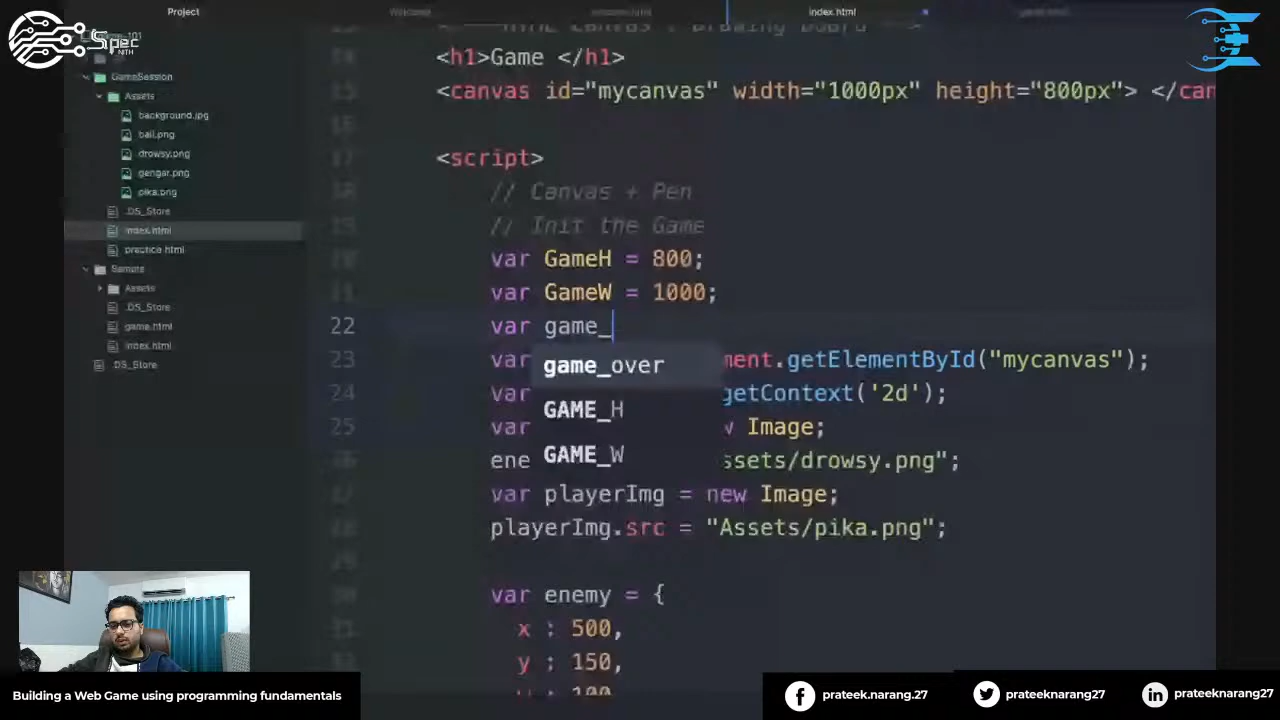 Project
Welcome
index.html
Spec
NITH
GameSession
Assets
background.jpg
ball.png
drowsy.png
gengar.png
pika.png
.DS_Store
index.html
practice.html
Sample
Assets
.DS_Store
game.html
index.html
.DS_Store
<h1>Game </h1>
<canvas id="mycanvas" width="1000px" height="800px"> </can
<script>
// Canvas + Pen
// Init the Game
var GameH = 800;
var GameW = 1000;
22 var game_
23 var ment.getElementById("mycanvas");
24 var getContext('2d');
25 var w Image;
ene ssets/drowsy.png";
var playerImg = new Image;
playerImg.src = "Assets/pika.png";
var enemy = {
x : 500,
y : 150,
game_over
GAME_H
GAME_W
Building a Web Game using programming fundamentals
prateek.narang.27
prateeknarang27
prateeknarang27